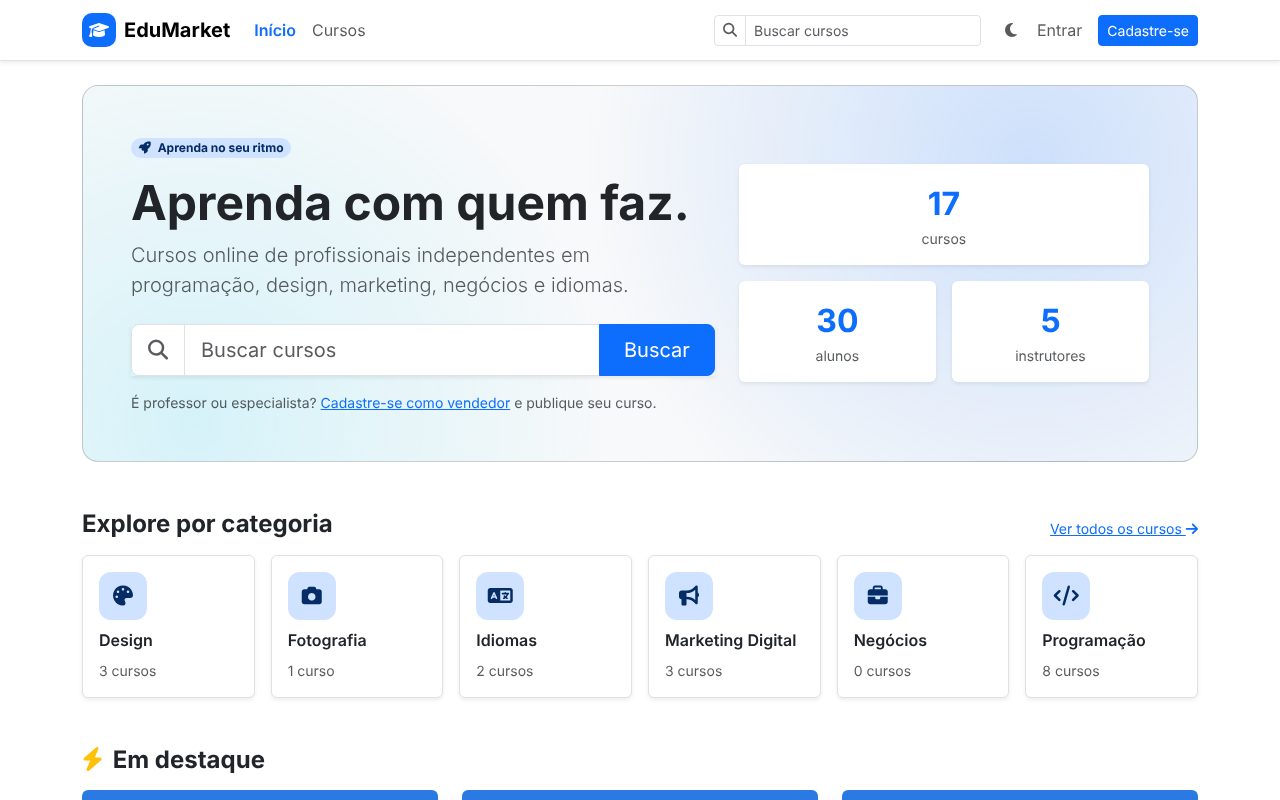 EduMarket
Início
Cursos
Buscar cursos
Entrar
Cadastre-se
Aprenda no seu ritmo
Aprenda com quem faz.
Cursos online de profissionais independentes em
programação, design, marketing, negócios e idiomas.
Buscar cursos
Buscar
É professor ou especialista? Cadastre-se como vendedor e publique seu curso.
17
cursos
30
alunos
5
instrutores
Explore por categoria
Ver todos os cursos
Design
3 cursos
Fotografia
1 curso
Idiomas
2 cursos
Marketing Digital
3 cursos
Negócios
0 cursos
Programação
8 cursos
Em destaque